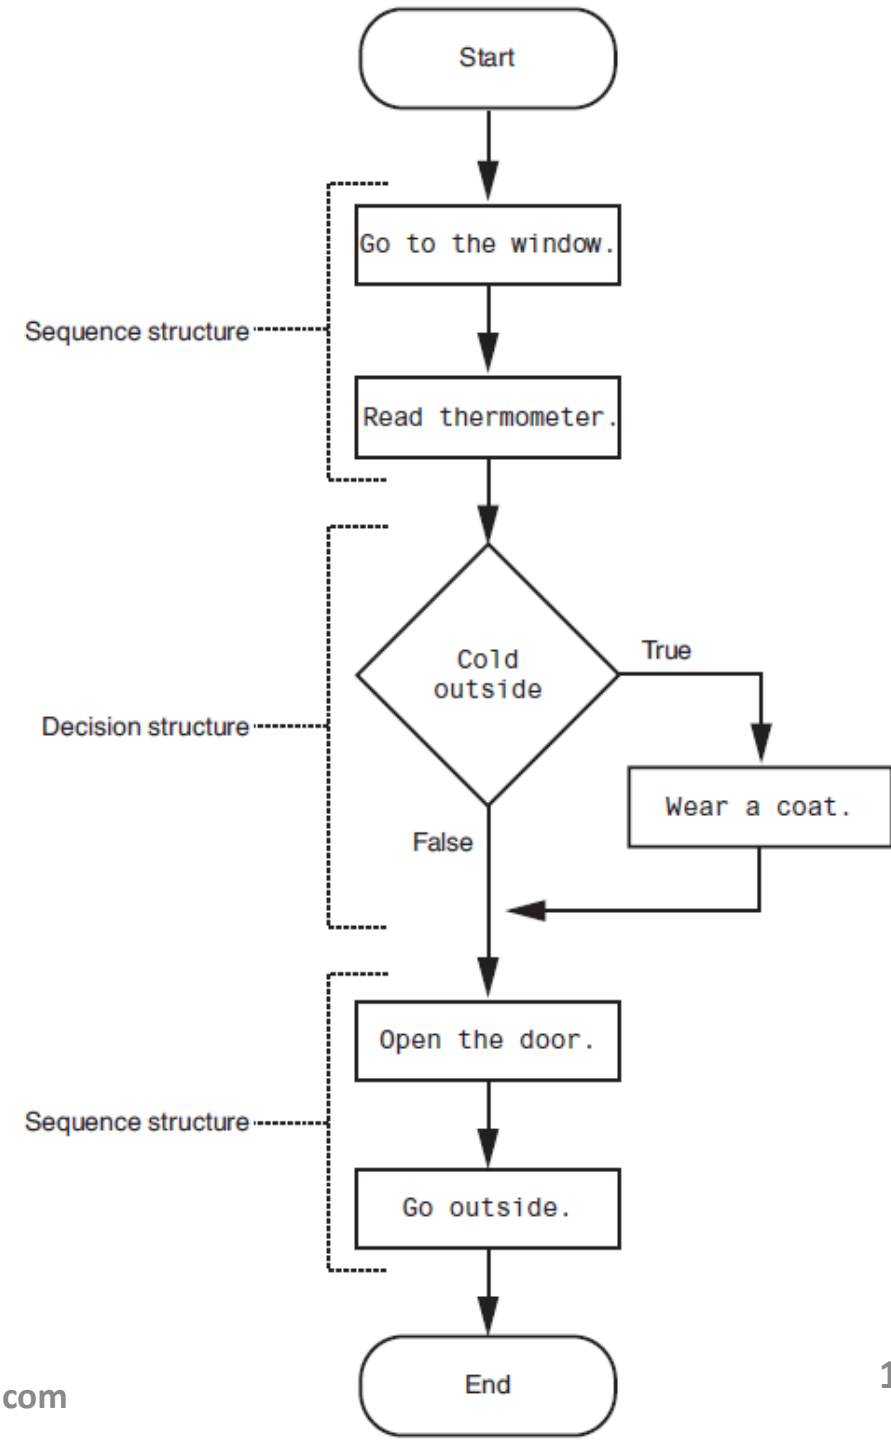 Start
Go to the window.
Sequence structure
Read thermometer.
Cold
outside
True
Decision structure
Wear a coat.
False
Open the door.
Sequence structure
Go outside.
End
1
com